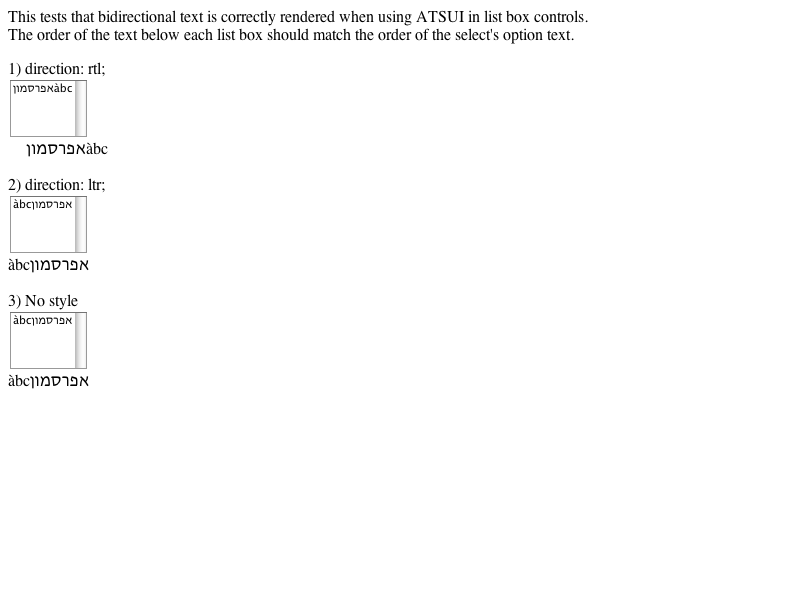 This tests that bidirectional text is correctly rendered when using ATSUI in list box controls.
The order of the text below each list box should match the order of the select's option text.
1) direction: rtl;
àbcאפרסמון
àbcאפרסמון
2) direction: ltr;
àbcאפרסמון
àbcאפרסמון
3) No style
àbcאפרסמון
àbcאפרסמון